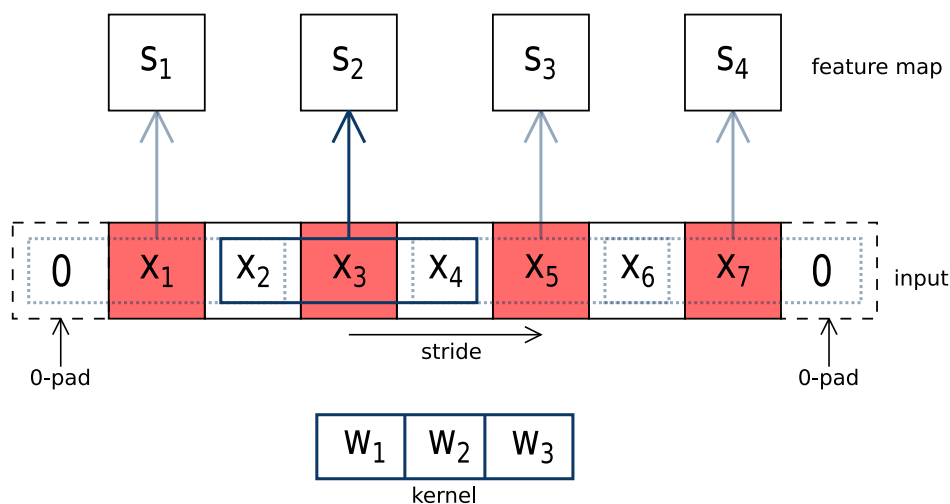 S₁ S₂ S₃ S₄ feature map
0 X₁ X₂ X₃ X₄ X₅ X₆ X₇ 0 input
stride
0-pad 0-pad
W₁ W₂ W₃
kernel